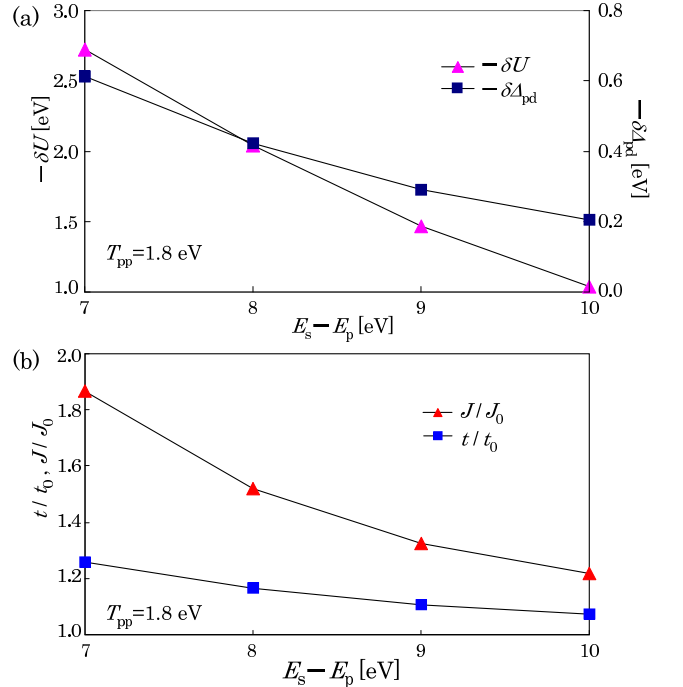 (a)
3.0
2.5
2.0
1.5
1.0
−δU [eV]
0.8
0.6
0.4
0.2
0.0
−δΔpd [eV]
−δU
−δΔpd
Tpp=1.8 eV
7 8 9 10
Es−Ep [eV]
(b)
2.0
1.8
1.6
1.4
1.2
1.0
t/t0, J/J0
J/J0
t/t0
Tpp=1.8 eV
7 8 9 10
Es−Ep [eV]